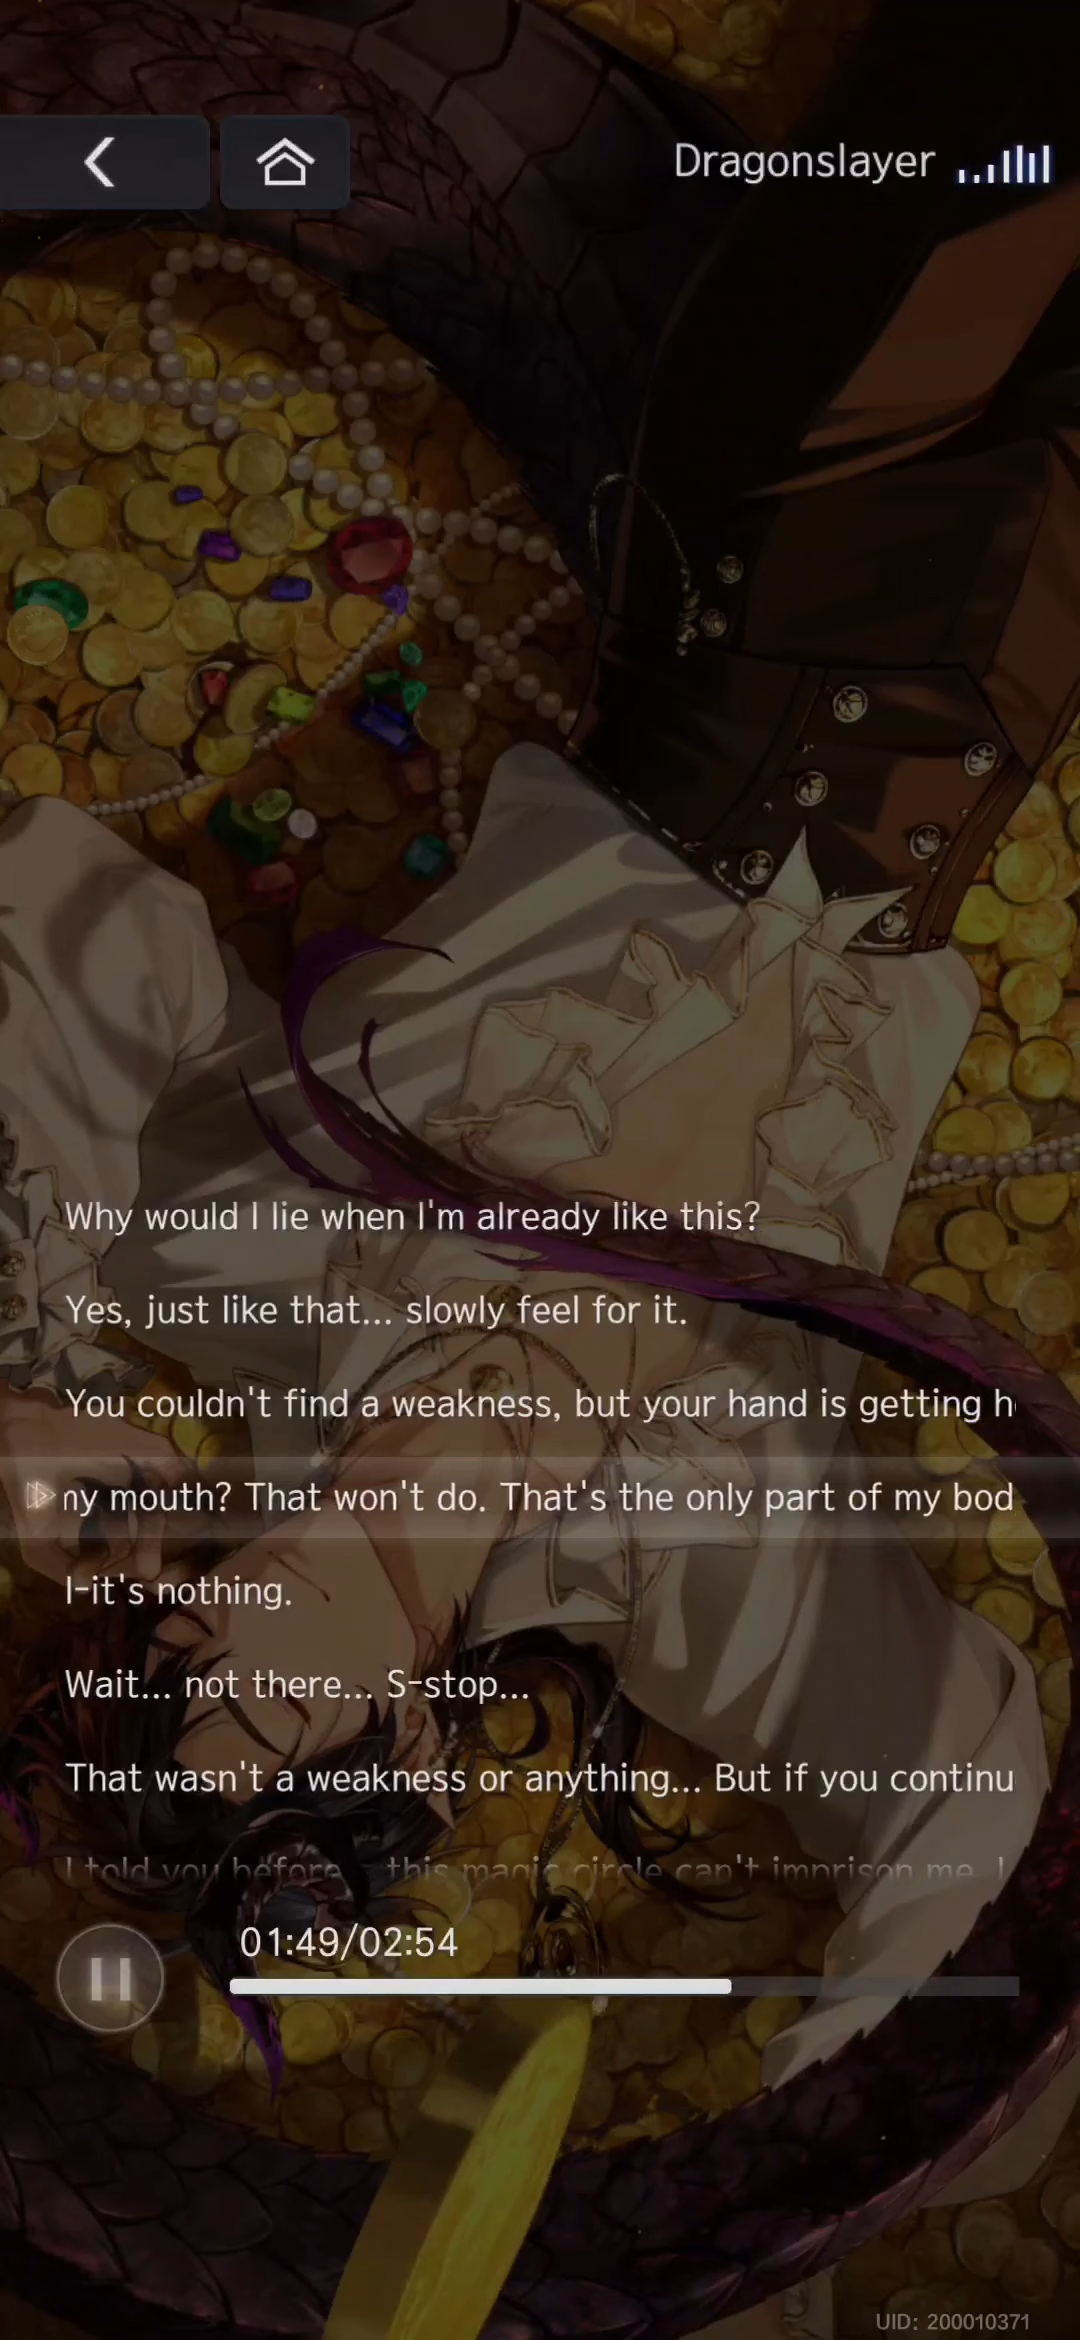 Dragonslayer
Why would I lie when I'm already like this?
Yes, just like that... slowly feel for it.
You couldn't find a weakness, but your hand is getting h
ny mouth? That won't do. That's the only part of my bod
I-it's nothing.
Wait... not there... S-stop...
That wasn't a weakness or anything... But if you continu
I told you before, this magic circle can't imprison me. I
01:49/02:54
UID: 200010371